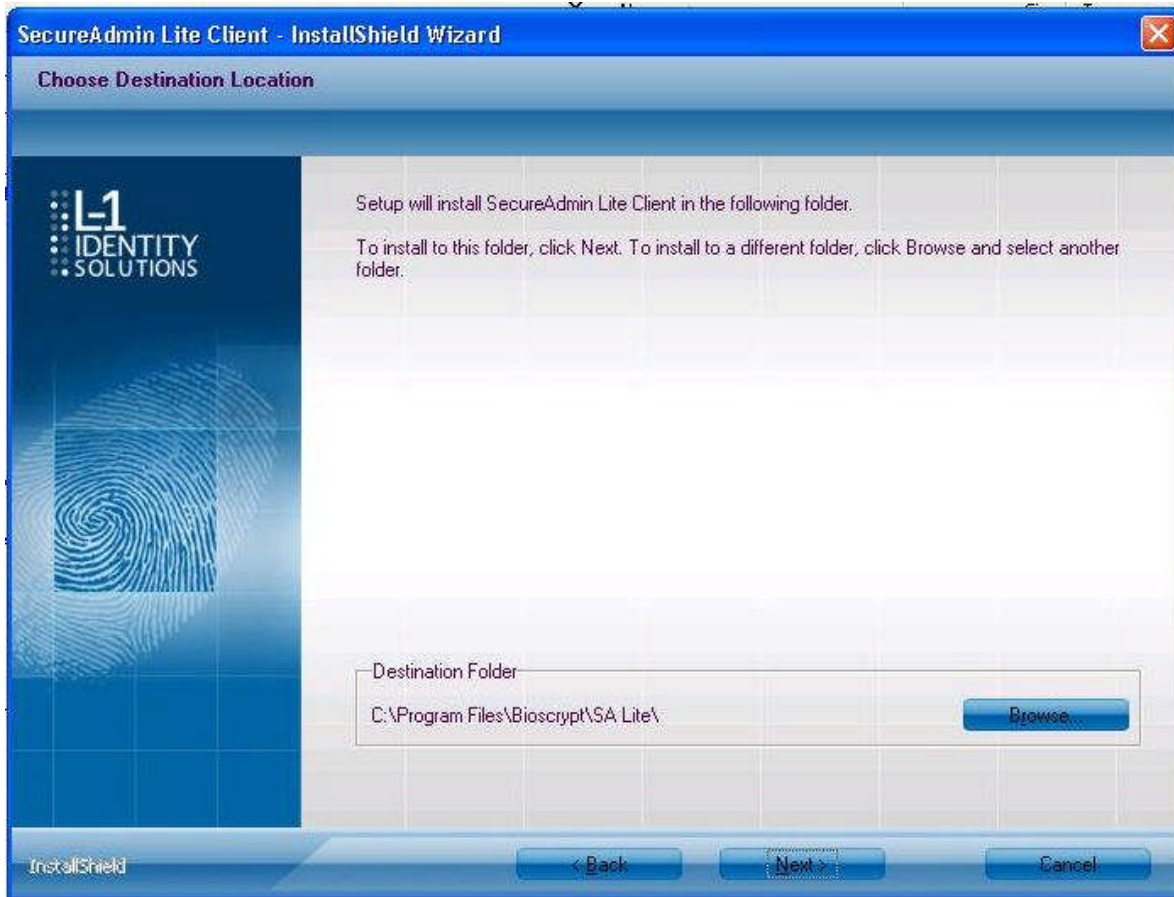 SecureAdmin Lite Client - InstallShield Wizard
Choose Destination Location
L-1
IDENTITY
SOLUTIONS
Setup will install SecureAdmin Lite Client in the following folder.
To install to this folder, click Next. To install to a different folder, click Browse and select another
folder.
Destination Folder
C:\Program Files\Bioscrypt\SA Lite\
Browse...
InstallShield
< Back
Next >
Cancel